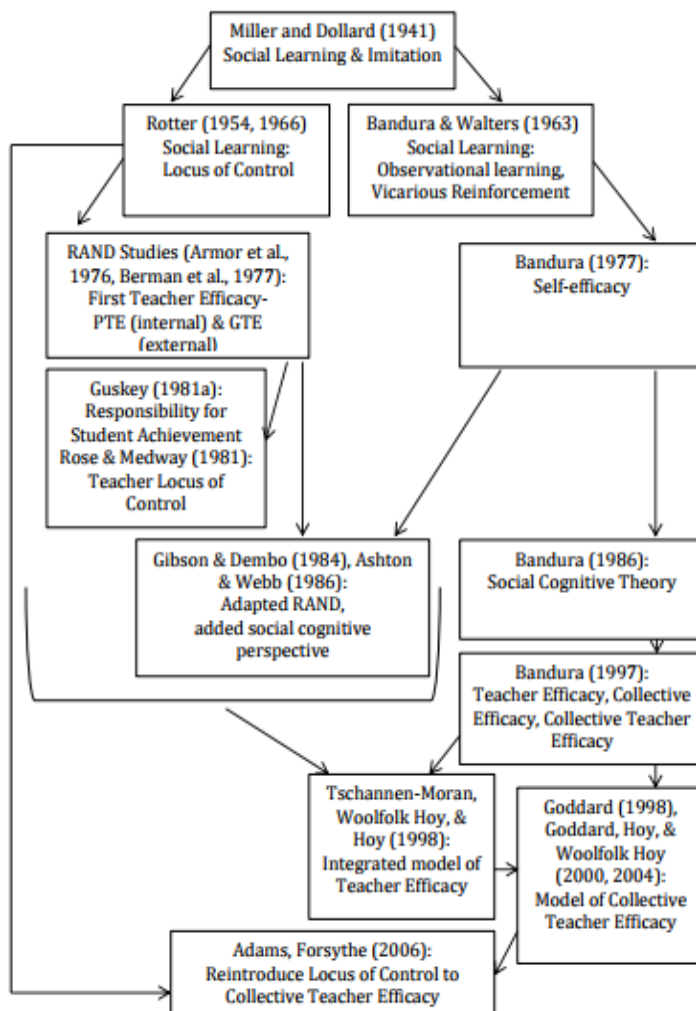 Miller and Dollard (1941)
Social Learning & Imitation
Rotter (1954, 1966)
Social Learning:
Locus of Control
Bandura & Walters (1963)
Social Learning:
Observational learning,
Vicarious Reinforcement
RAND Studies (Armor et al.,
1976, Berman et al., 1977):
First Teacher Efficacy-
PTE (internal) & GTE
(external)
Bandura (1977):
Self-efficacy
Guskey (1981a):
Responsibility for
Student Achievement
Rose & Medway (1981):
Teacher Locus of
Control
Gibson & Dembo (1984), Ashton
& Webb (1986):
Adapted RAND,
added social cognitive
perspective
Bandura (1986):
Social Cognitive Theory
Bandura (1997):
Teacher Efficacy, Collective
Efficacy, Collective Teacher
Efficacy
Tschannen-Moran,
Woolfolk Hoy, &
Hoy (1998):
Integrated model of
Teacher Efficacy
Goddard (1998),
Goddard, Hoy, &
Woolfolk Hoy
(2000, 2004):
Model of Collective
Teacher Efficacy
Adams, Forsythe (2006):
Reintroduce Locus of Control to
Collective Teacher Efficacy